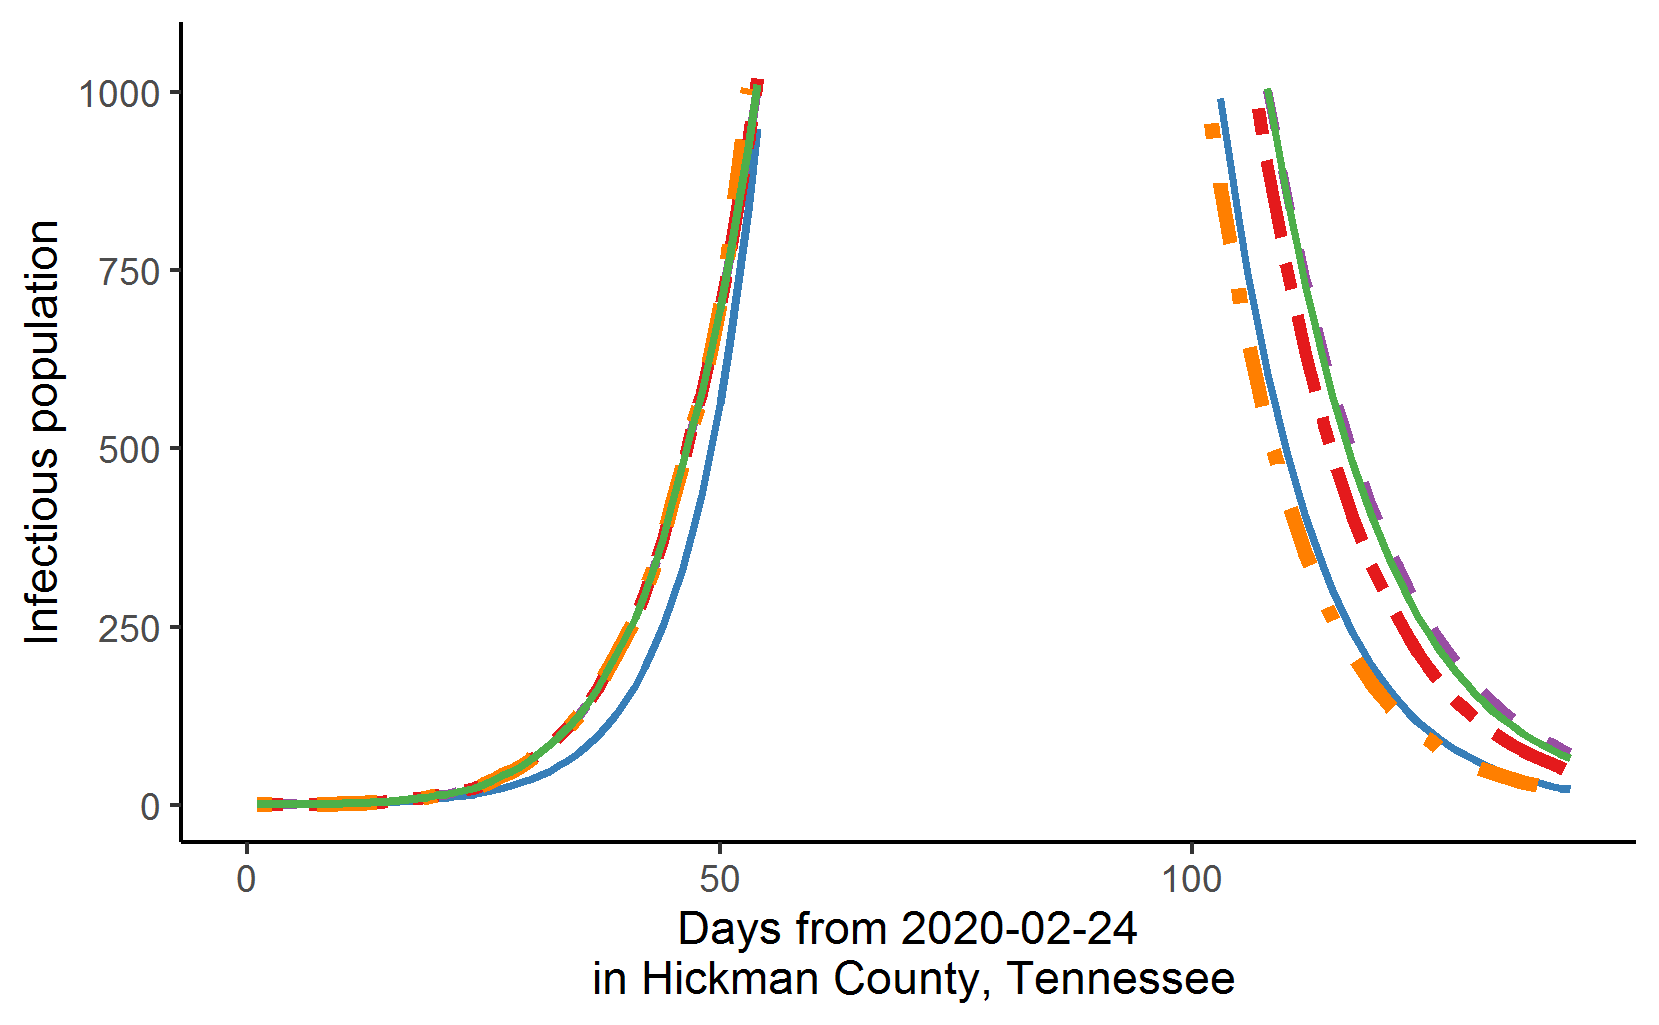 1000
750
500
250
0
Infectious population
0 50 100
Days from 2020-02-24
in Hickman County, Tennessee